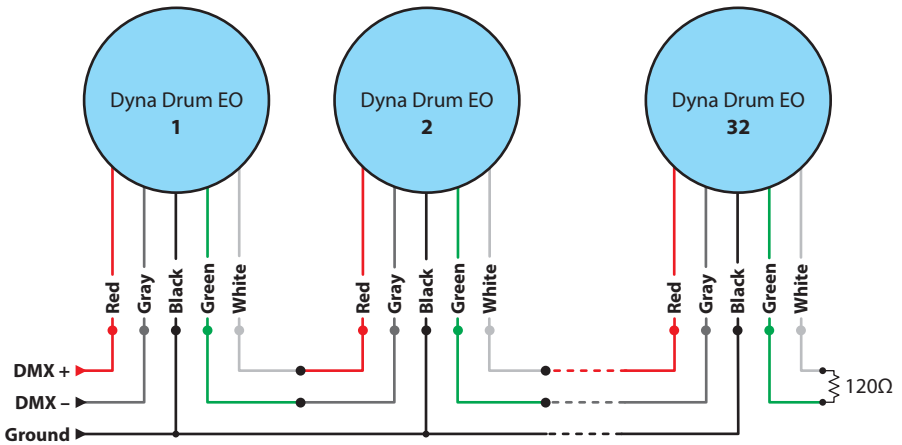 Dyna Drum EO
1
Dyna Drum EO
2
Dyna Drum EO
32
Red
Gray
Black
Green
White
Red
Gray
Black
Green
White
Red
Gray
Black
Green
White
DMX +
DMX –
Ground
120Ω